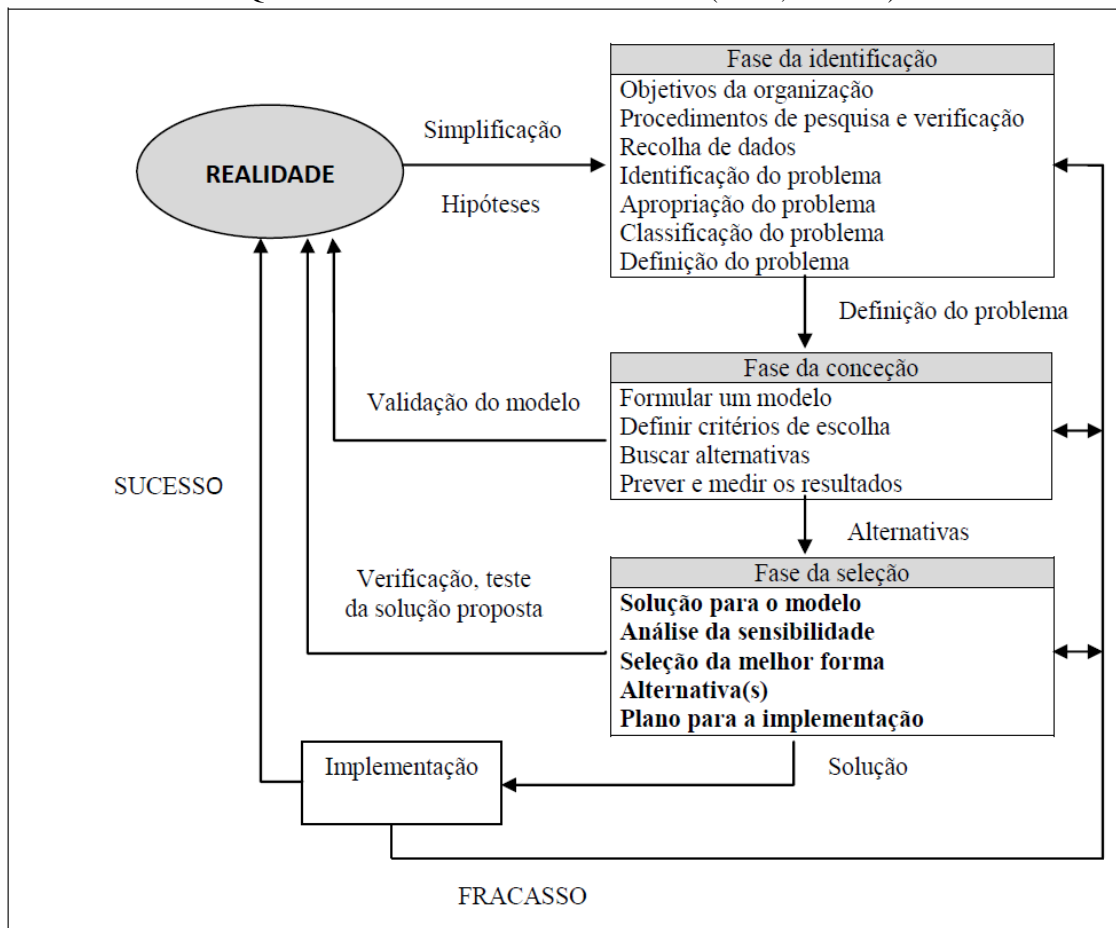 Fase da identificação
Objetivos da organização
Procedimentos de pesquisa e verificação
Recolha de dados
Identificação do problema
Apropriação do problema
Classificação do problema
Definição do problema
Simplificação
REALIDADE
Hipóteses
Definição do problema
Fase da conceção
Formular um modelo
Definir critérios de escolha
Buscar alternativas
Prever e medir os resultados
Validação do modelo
SUCESSO
Alternativas
Fase da seleção
Solução para o modelo
Análise da sensibilidade
Seleção da melhor forma
Alternativa(s)
Plano para a implementação
Verificação, teste
da solução proposta
Implementação
Solução
FRACASSO